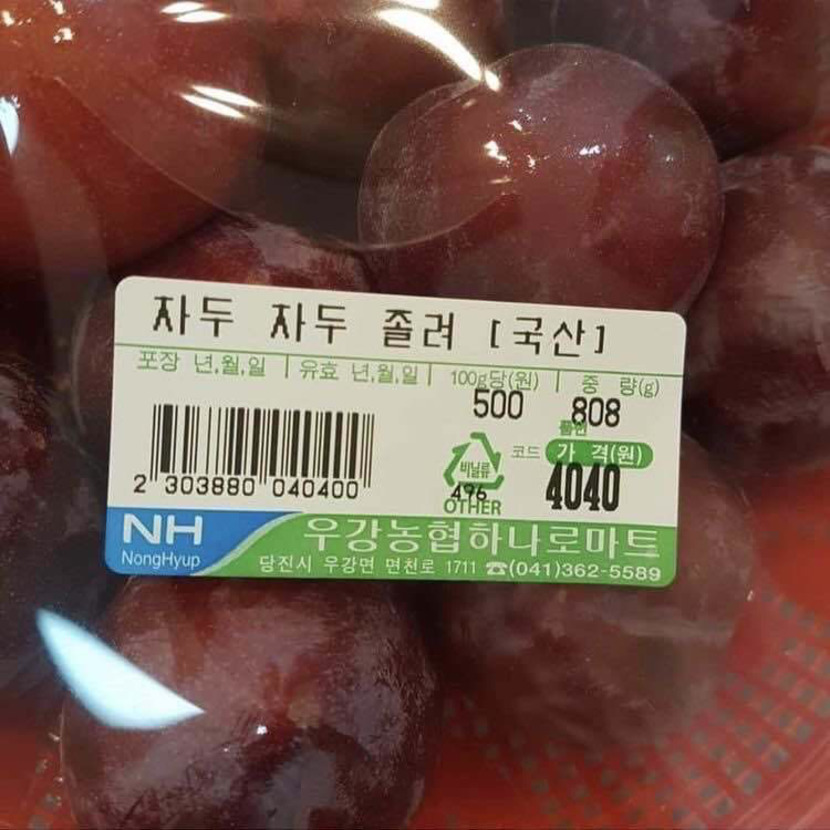 차두 차두 졸려 [국산]
포장 년,월,일 유효 년,월,일 100g당(원) 중 량(g)
500 808
비닐류 코드 가 격(원)
496 4040
OTHER
2 303880 040400
NH 우강농협하나로마트
NongHyup 당진시 우강면 면천로 1711 ☎(041)362-5589